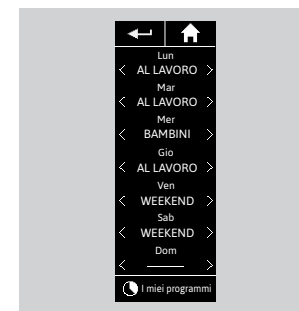 Lun
AL LAVORO
Mar
AL LAVORO
Mer
BAMBINI
Gio
AL LAVORO
Ven
WEEKEND
Sab
WEEKEND
Dom
I miei programmi